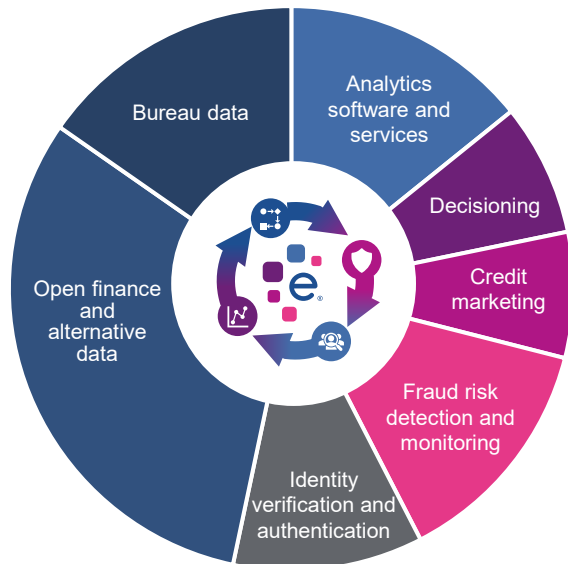 Bureau data
Analytics
software and
services
Decisioning
Credit
marketing
Fraud risk
detection and
monitoring
Identity
verification and
authentication
Open finance
and
alternative
data
e®